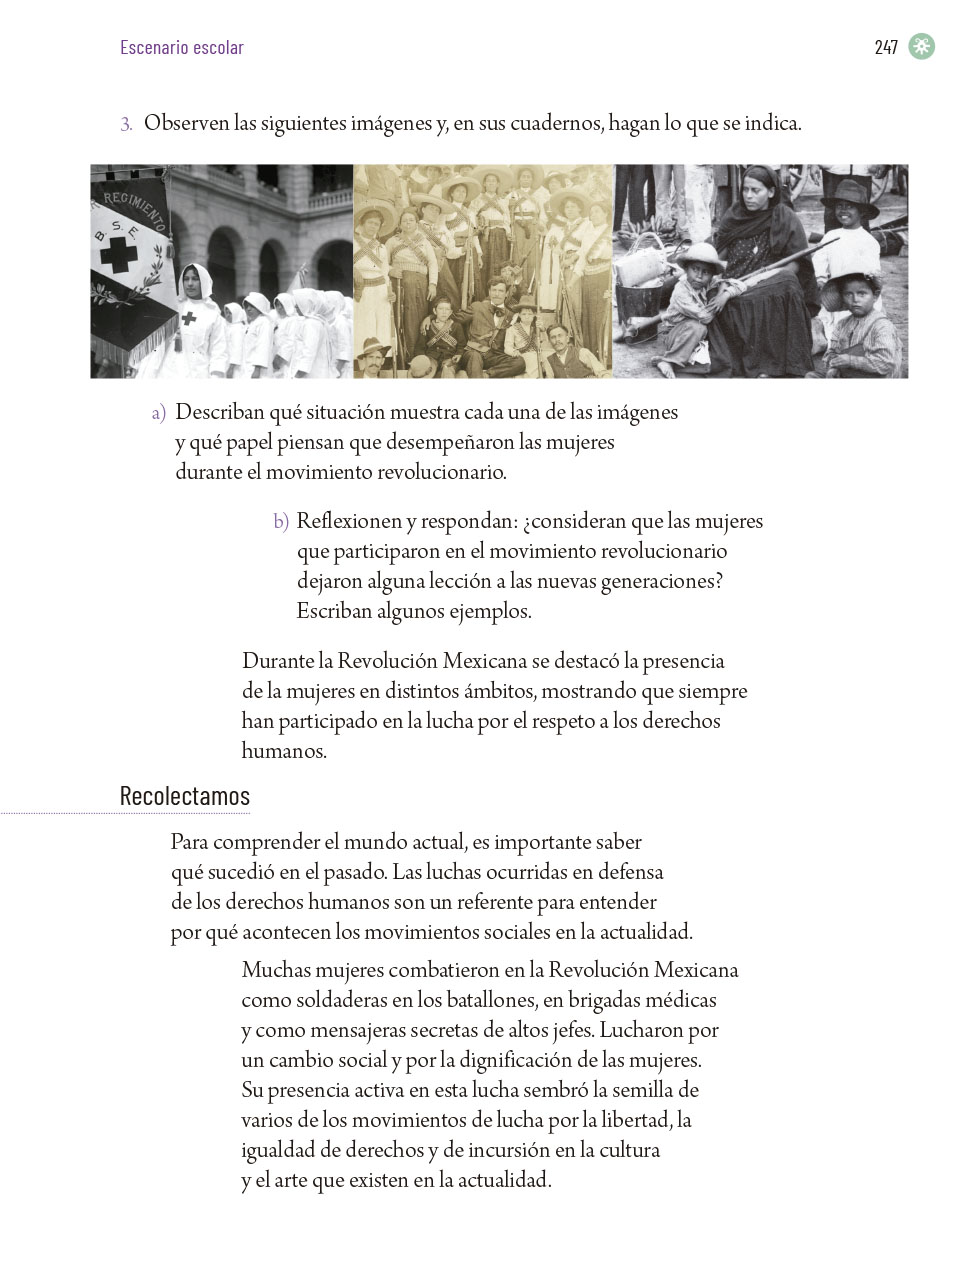 Escenario escolar
247
3. Observen las siguientes imágenes y, en sus cuadernos, hagan lo que se indica.
R REGIMIENTO
B. S. E.
a) Describan qué situación muestra cada una de las imágenes
y qué papel piensan que desempeñaron las mujeres
durante el movimiento revolucionario.
b) Reflexionen y respondan: ¿consideran que las mujeres
que participaron en el movimiento revolucionario
dejaron alguna lección a las nuevas generaciones?
Escriban algunos ejemplos.
Durante la Revolución Mexicana se destacó la presencia
de la mujeres en distintos ámbitos, mostrando que siempre
han participado en la lucha por el respeto a los derechos
humanos.
Recolectamos
Para comprender el mundo actual, es importante saber
qué sucedió en el pasado. Las luchas ocurridas en defensa
de los derechos humanos son un referente para entender
por qué acontecen los movimientos sociales en la actualidad.
Muchas mujeres combatieron en la Revolución Mexicana
como soldaderas en los batallones, en brigadas médicas
y como mensajeras secretas de altos jefes. Lucharon por
un cambio social y por la dignificación de las mujeres.
Su presencia activa en esta lucha sembró la semilla de
varios de los movimientos de lucha por la libertad, la
igualdad de derechos y de incursión en la cultura
y el arte que existen en la actualidad.